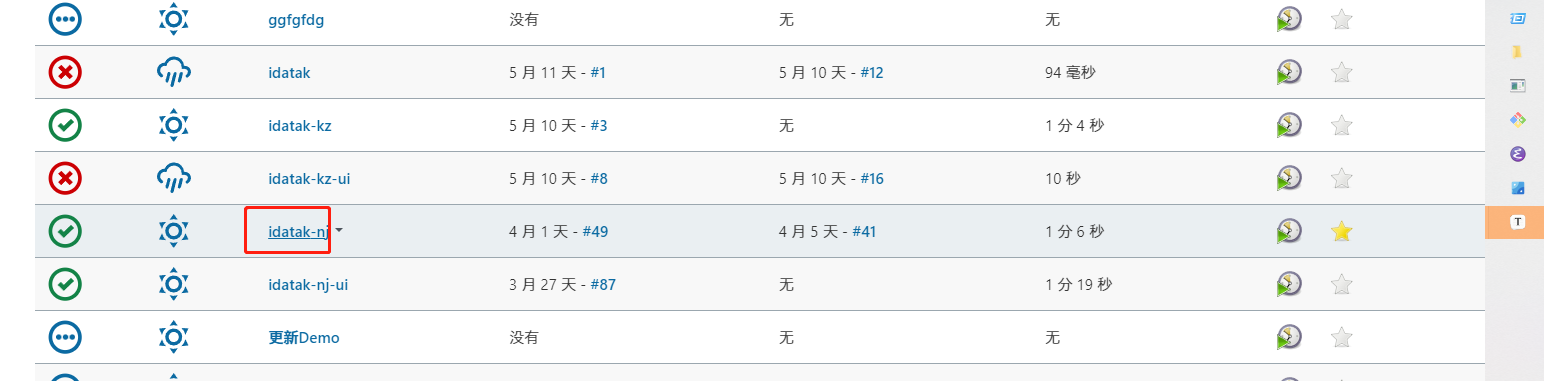 ggfgfdg 没有 无 无
idatak 5 月 11 天 - #1 5 月 10 天 - #12 94 毫秒
idatak-kz 5 月 10 天 - #3 无 1 分 4 秒
idatak-kz-ui 5 月 10 天 - #8 5 月 10 天 - #16 10 秒
idatak-nj 4 月 1 天 - #49 4 月 5 天 - #41 1 分 6 秒
idatak-nj-ui 3 月 27 天 - #87 无 1 分 19 秒
更新Demo 没有 无 无
T